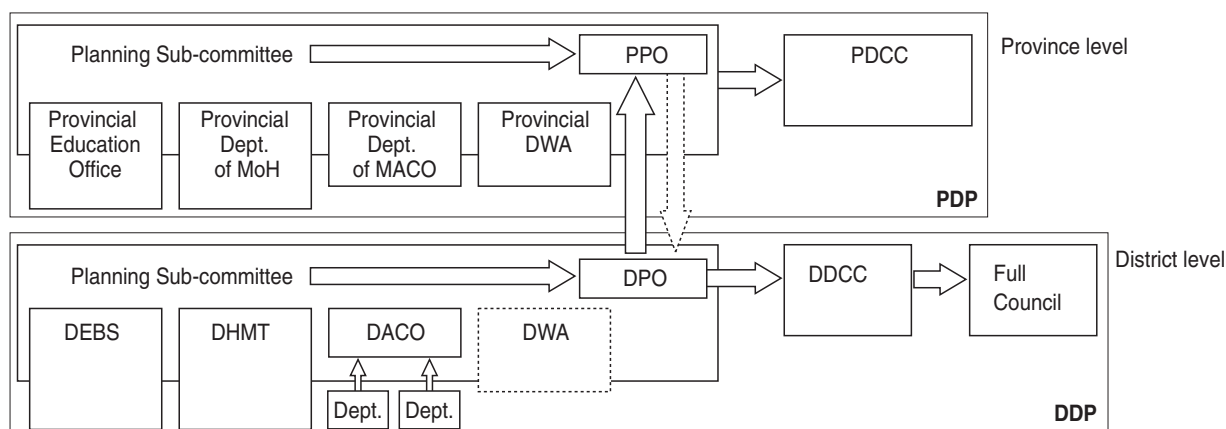 Planning Sub-committee
PPO
PDCC
Province level
Provincial
Education
Office
Provincial
Dept.
of MoH
Provincial
Dept.
of MACO
Provincial
DWA
PDP
Planning Sub-committee
DPO
DDCC
Full
Council
District level
DEBS
DHMT
DACO
DWA
Dept.
Dept.
DDP